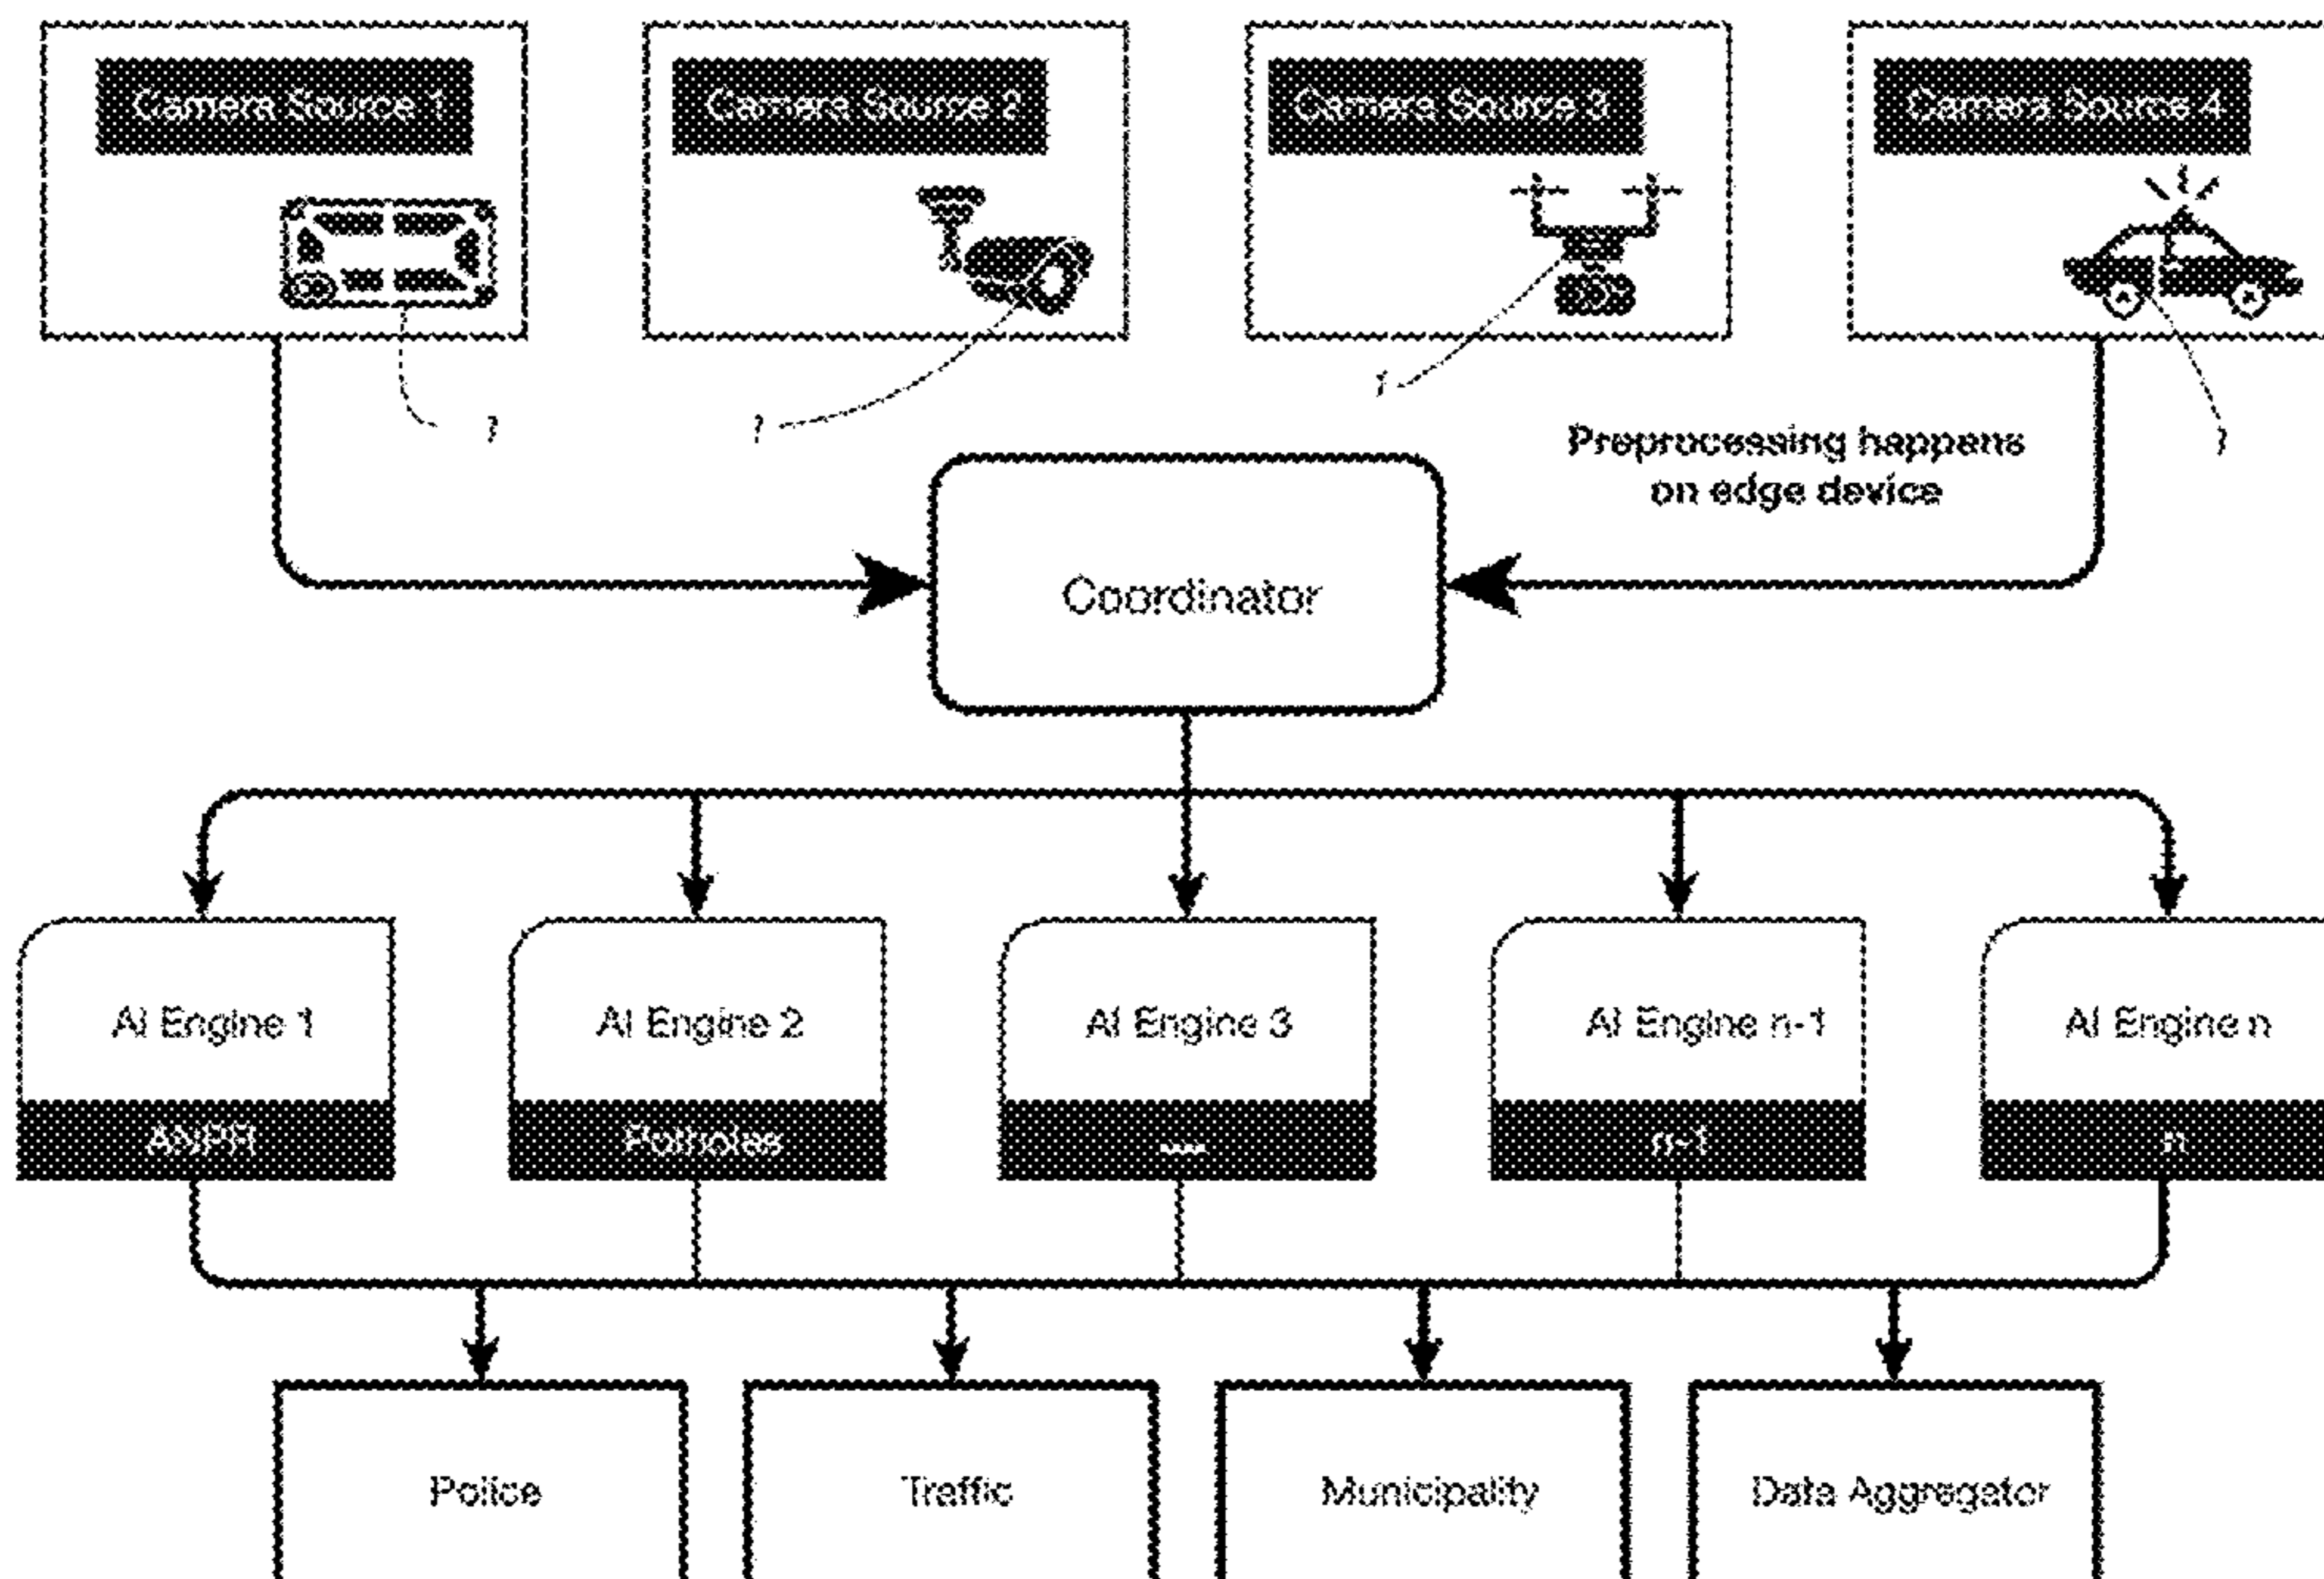 Camera Source 1
Camera Source 2
Camera Source 3
Camera Source 4
Preprocessing happens
on edge device
Coordinator
AI Engine 1
AI Engine 2
AI Engine 3
AI Engine n-1
AI Engine n
ANPR
Potholes
....
n-1
n
Police
Traffic
Municipality
Data Aggregator